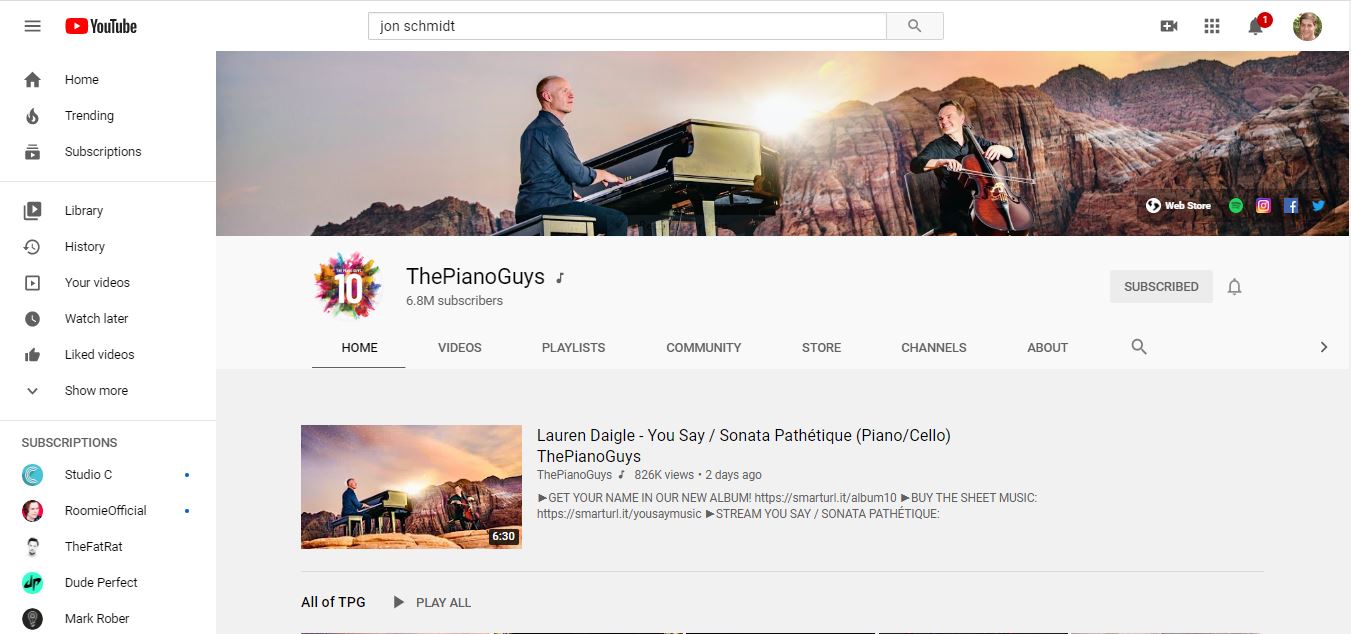 YouTube
jon schmidt
1
Home
Trending
Subscriptions
Library
History
Your videos
Watch later
Liked videos
Show more
SUBSCRIPTIONS
Studio C
RoomieOfficial
TheFatRat
Dude Perfect
Mark Rober
Web Store
THE PIANO GUYS
10
ThePianoGuys
6.8M subscribers
SUBSCRIBED
HOME VIDEOS PLAYLISTS COMMUNITY STORE CHANNELS ABOUT
6:30
Lauren Daigle - You Say / Sonata Pathétique (Piano/Cello)
ThePianoGuys
ThePianoGuys 826K views • 2 days ago
►GET YOUR NAME IN OUR NEW ALBUM! https://smarturl.it/album10 ►BUY THE SHEET MUSIC:
https://smarturl.it/yousaymusic ►STREAM YOU SAY / SONATA PATHÉTIQUE:
All of TPG PLAY ALL